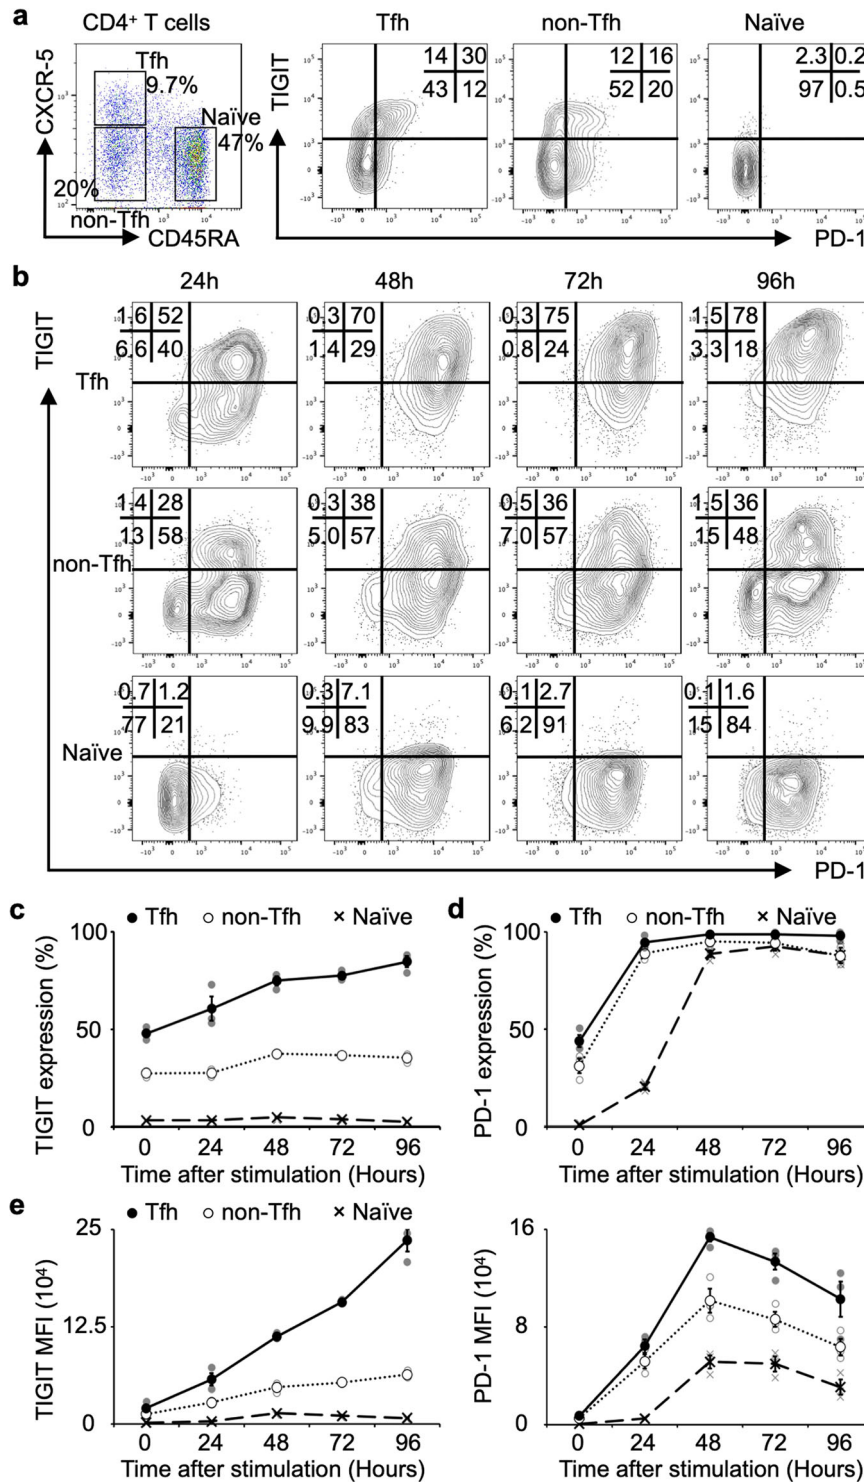 a
CD4⁺ T cells
Tfh
non-Tfh
Naïve
CXCR-5
Tfh
9.7%
Naïve
47%
20%
non-Tfh
10³
10²
10³
10⁴
CD45RA
TIGIT
14 30
43 12
12 16
52 20
2.3 0.2
97 0.5
PD-1
b
24h
48h
72h
96h
TIGIT
Tfh
1.6 52
6.6 40
0.3 70
1.4 29
0.3 75
0.8 24
1.5 78
3.3 18
non-Tfh
1.4 28
13 58
0.3 38
5.0 57
0.5 36
7.0 57
1.5 36
15 48
Naïve
0.7 1.2
77 21
0.3 7.1
9.9 83
0.1 2.7
6.2 91
0.1 1.6
15 84
-10³ 0 10³ 10⁴ 10⁵
PD-1
c
Tfh non-Tfh Naïve
TIGIT expression (%)
100
50
0
0 24 48 72 96
Time after stimulation (Hours)
d
Tfh non-Tfh Naïve
PD-1 expression (%)
100
50
0
0 24 48 72 96
Time after stimulation (Hours)
e
Tfh non-Tfh Naïve
TIGIT MFI (10⁴)
25
12.5
0
0 24 48 72 96
Time after stimulation (Hours)
PD-1 MFI (10⁴)
16
8
0
0 24 48 72 96
Time after stimulation (Hours)